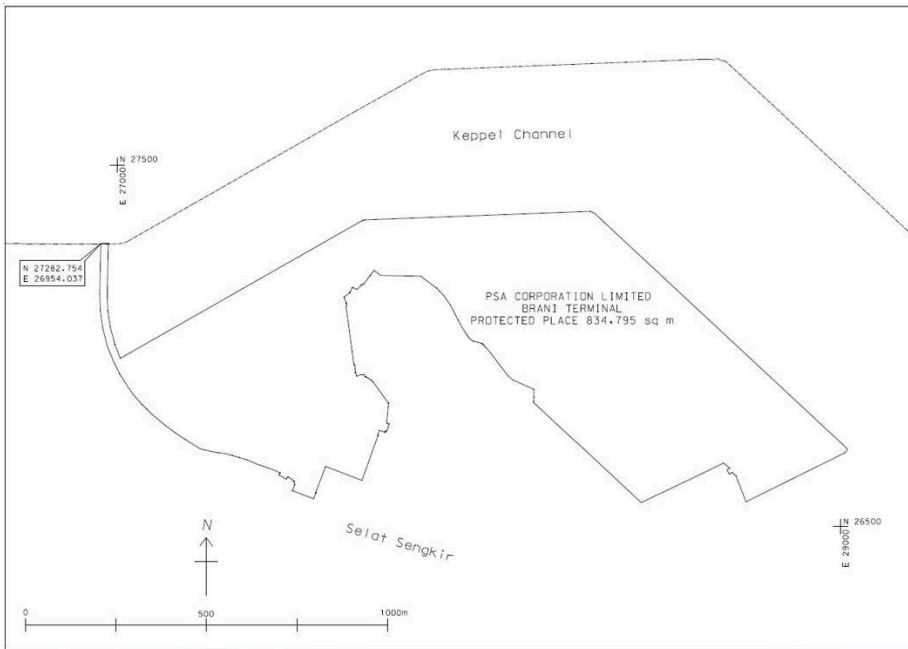 Keppel Channel
N 27500
E 27000
N 27282.754
E 26954.037
PSA CORPORATION LIMITED
BRANI TERMINAL
PROTECTED PLACE 834.795 sq m
N 26500
E 29000
Selat Sengkir
N
0 500 1000m